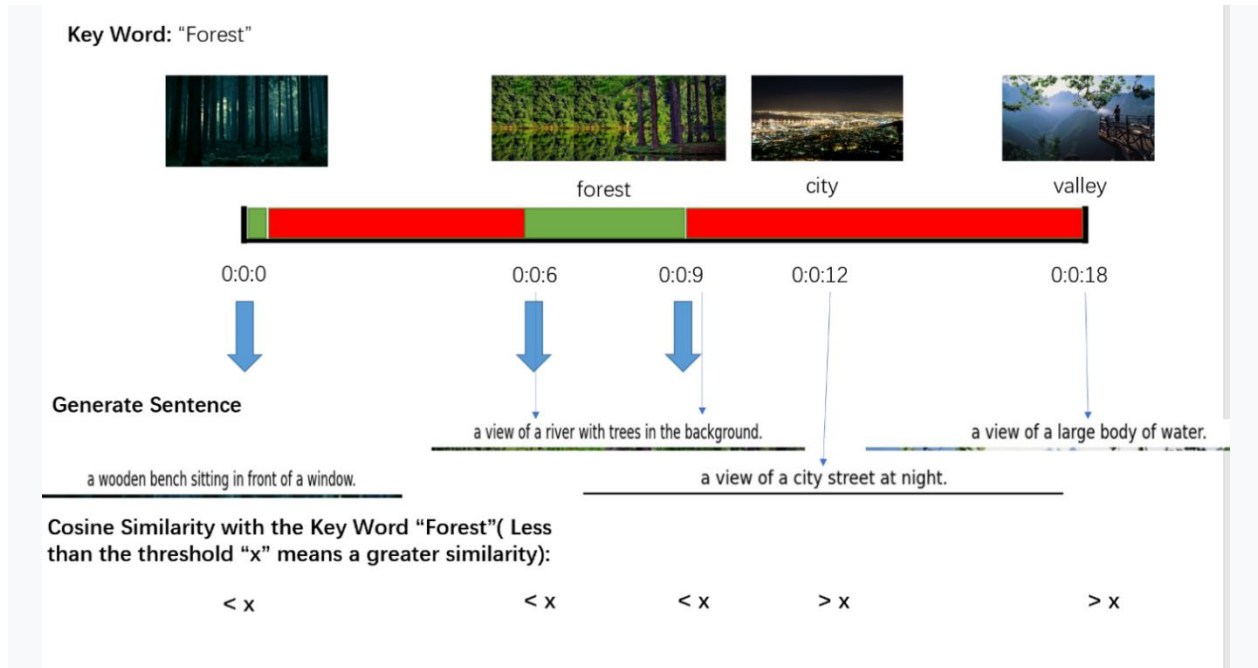 Key Word: “Forest”
forest
city
valley
0:0:0
0:0:6
0:0:9
0:0:12
0:0:18
Generate Sentence
a view of a river with trees in the background.
a view of a large body of water.
a wooden bench sitting in front of a window.
a view of a city street at night.
Cosine Similarity with the Key Word “Forest”( Less
than the threshold “x” means a greater similarity):
< x
< x
< x
> x
> x